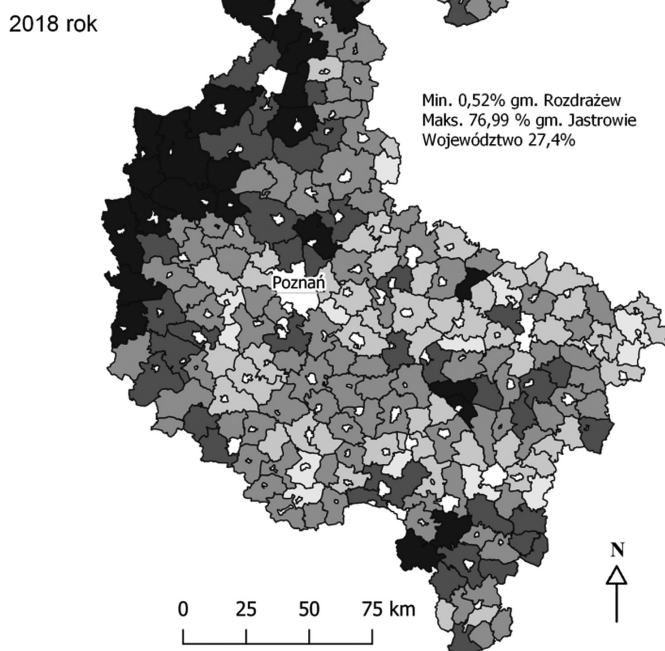 2018 rok
Min. 0,52% gm. Rozdrażew
Maks. 76,99 % gm. Jastrowie
Województwo 27,4%
Poznań
N
0 25 50 75 km